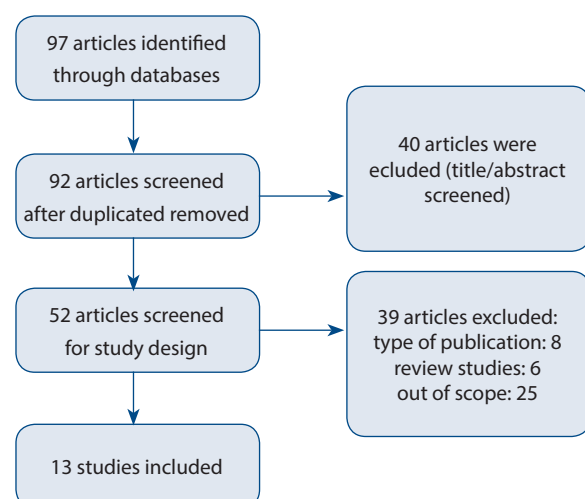 97 articles identified
through databases
92 articles screened
after duplicated removed
40 articles were
ecluded (title/abstract
screened)
52 articles screened
for study design
39 articles excluded:
type of publication: 8
review studies: 6
out of scope: 25
13 studies included